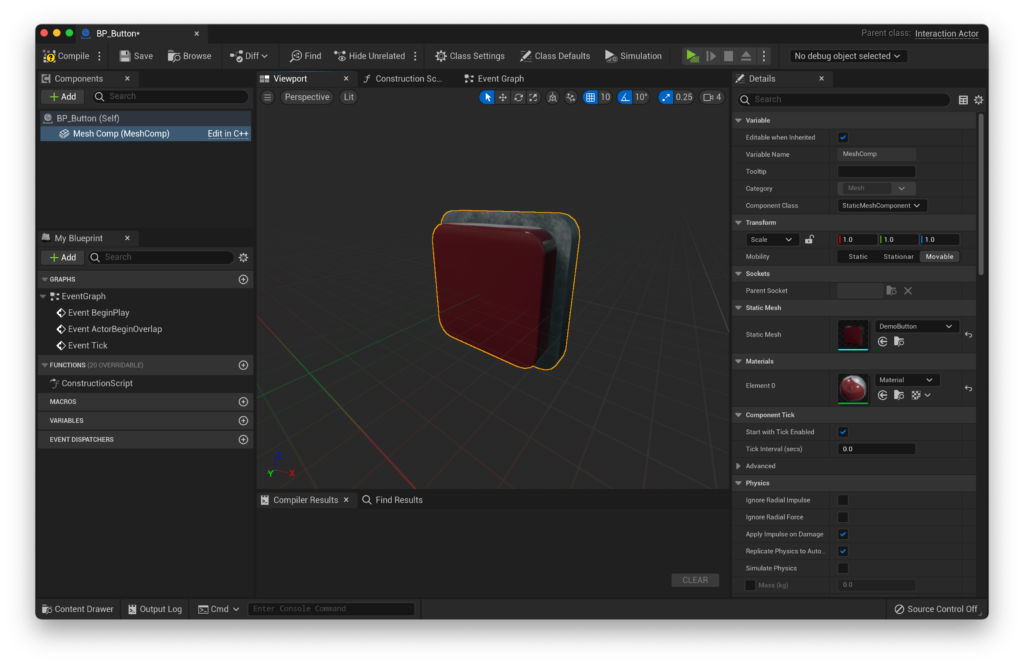 BP_Button•
Parent class: Interaction Actor
Compile
Save
Browse
Diff
Find
Hide Unrelated
Class Settings
Class Defaults
Simulation
No debug object selected
Components
Add
Search
BP_Button (Self)
Mesh Comp (MeshComp)
Edit in C++
My Blueprint
Add
Search
GRAPHS
EventGraph
Event BeginPlay
Event ActorBeginOverlap
Event Tick
FUNCTIONS (20 OVERRIDABLE)
ConstructionScript
MACROS
VARIABLES
EVENT DISPATCHERS
Viewport
Construction Sc...
Event Graph
Perspective
Lit
10
10°
0.25
4
Z
Y
X
Compiler Results
Find Results
CLEAR
Details
Search
Variable
Editable when Inherited
Variable Name
MeshComp
Tooltip
Category
Mesh
Component Class
StaticMeshComponent
Transform
Scale
1.0
1.0
1.0
Mobility
Static
Stationar
Movable
Sockets
Parent Socket
Static Mesh
Static Mesh
DemoButton
Materials
Element 0
Material
Component Tick
Start with Tick Enabled
Tick Interval (secs)
0.0
Advanced
Physics
Ignore Radial Impulse
Ignore Radial Force
Apply Impulse on Damage
Replicate Physics to Auto..
Simulate Physics
Mass (kg)
0.0
Content Drawer
Output Log
Cmd
Enter Console Command
Source Control Off